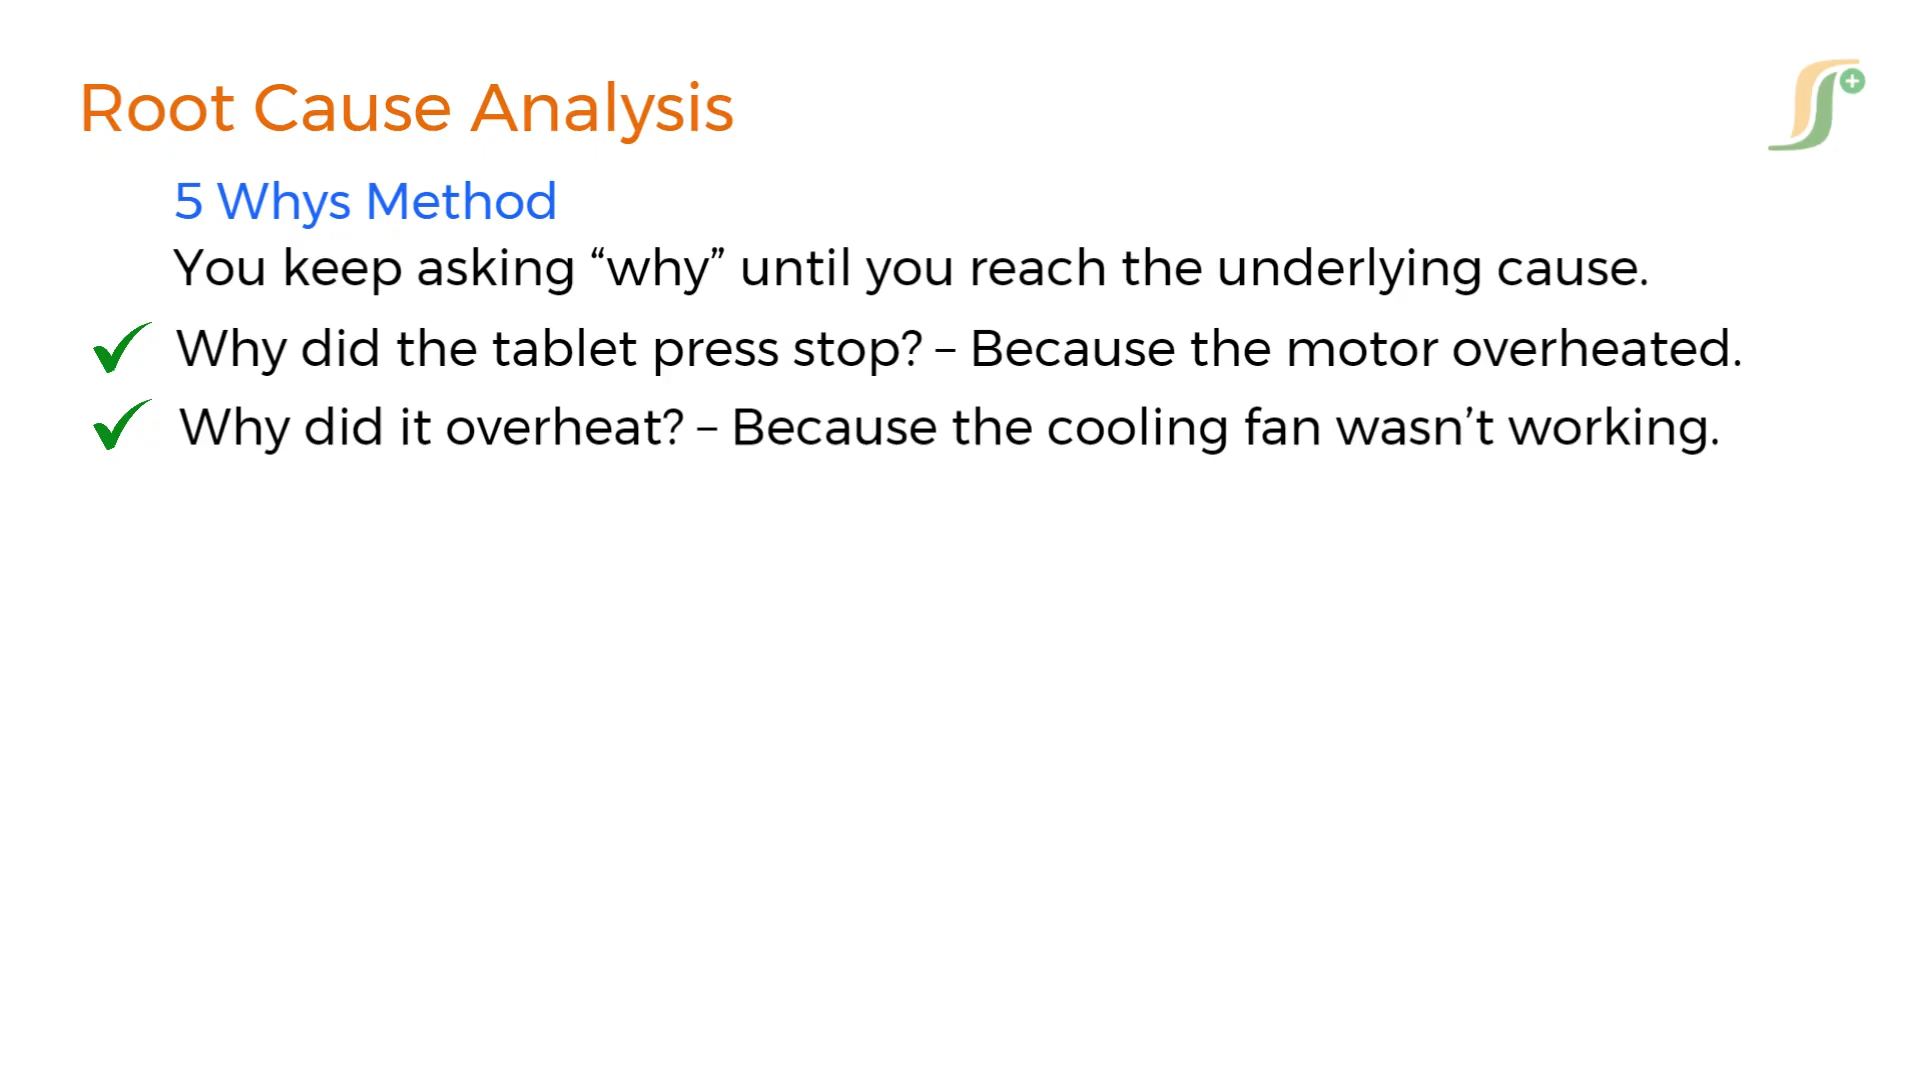 Root Cause Analysis
5 Whys Method
You keep asking “why” until you reach the underlying cause.
Why did the tablet press stop? – Because the motor overheated.
Why did it overheat? – Because the cooling fan wasn’t working.